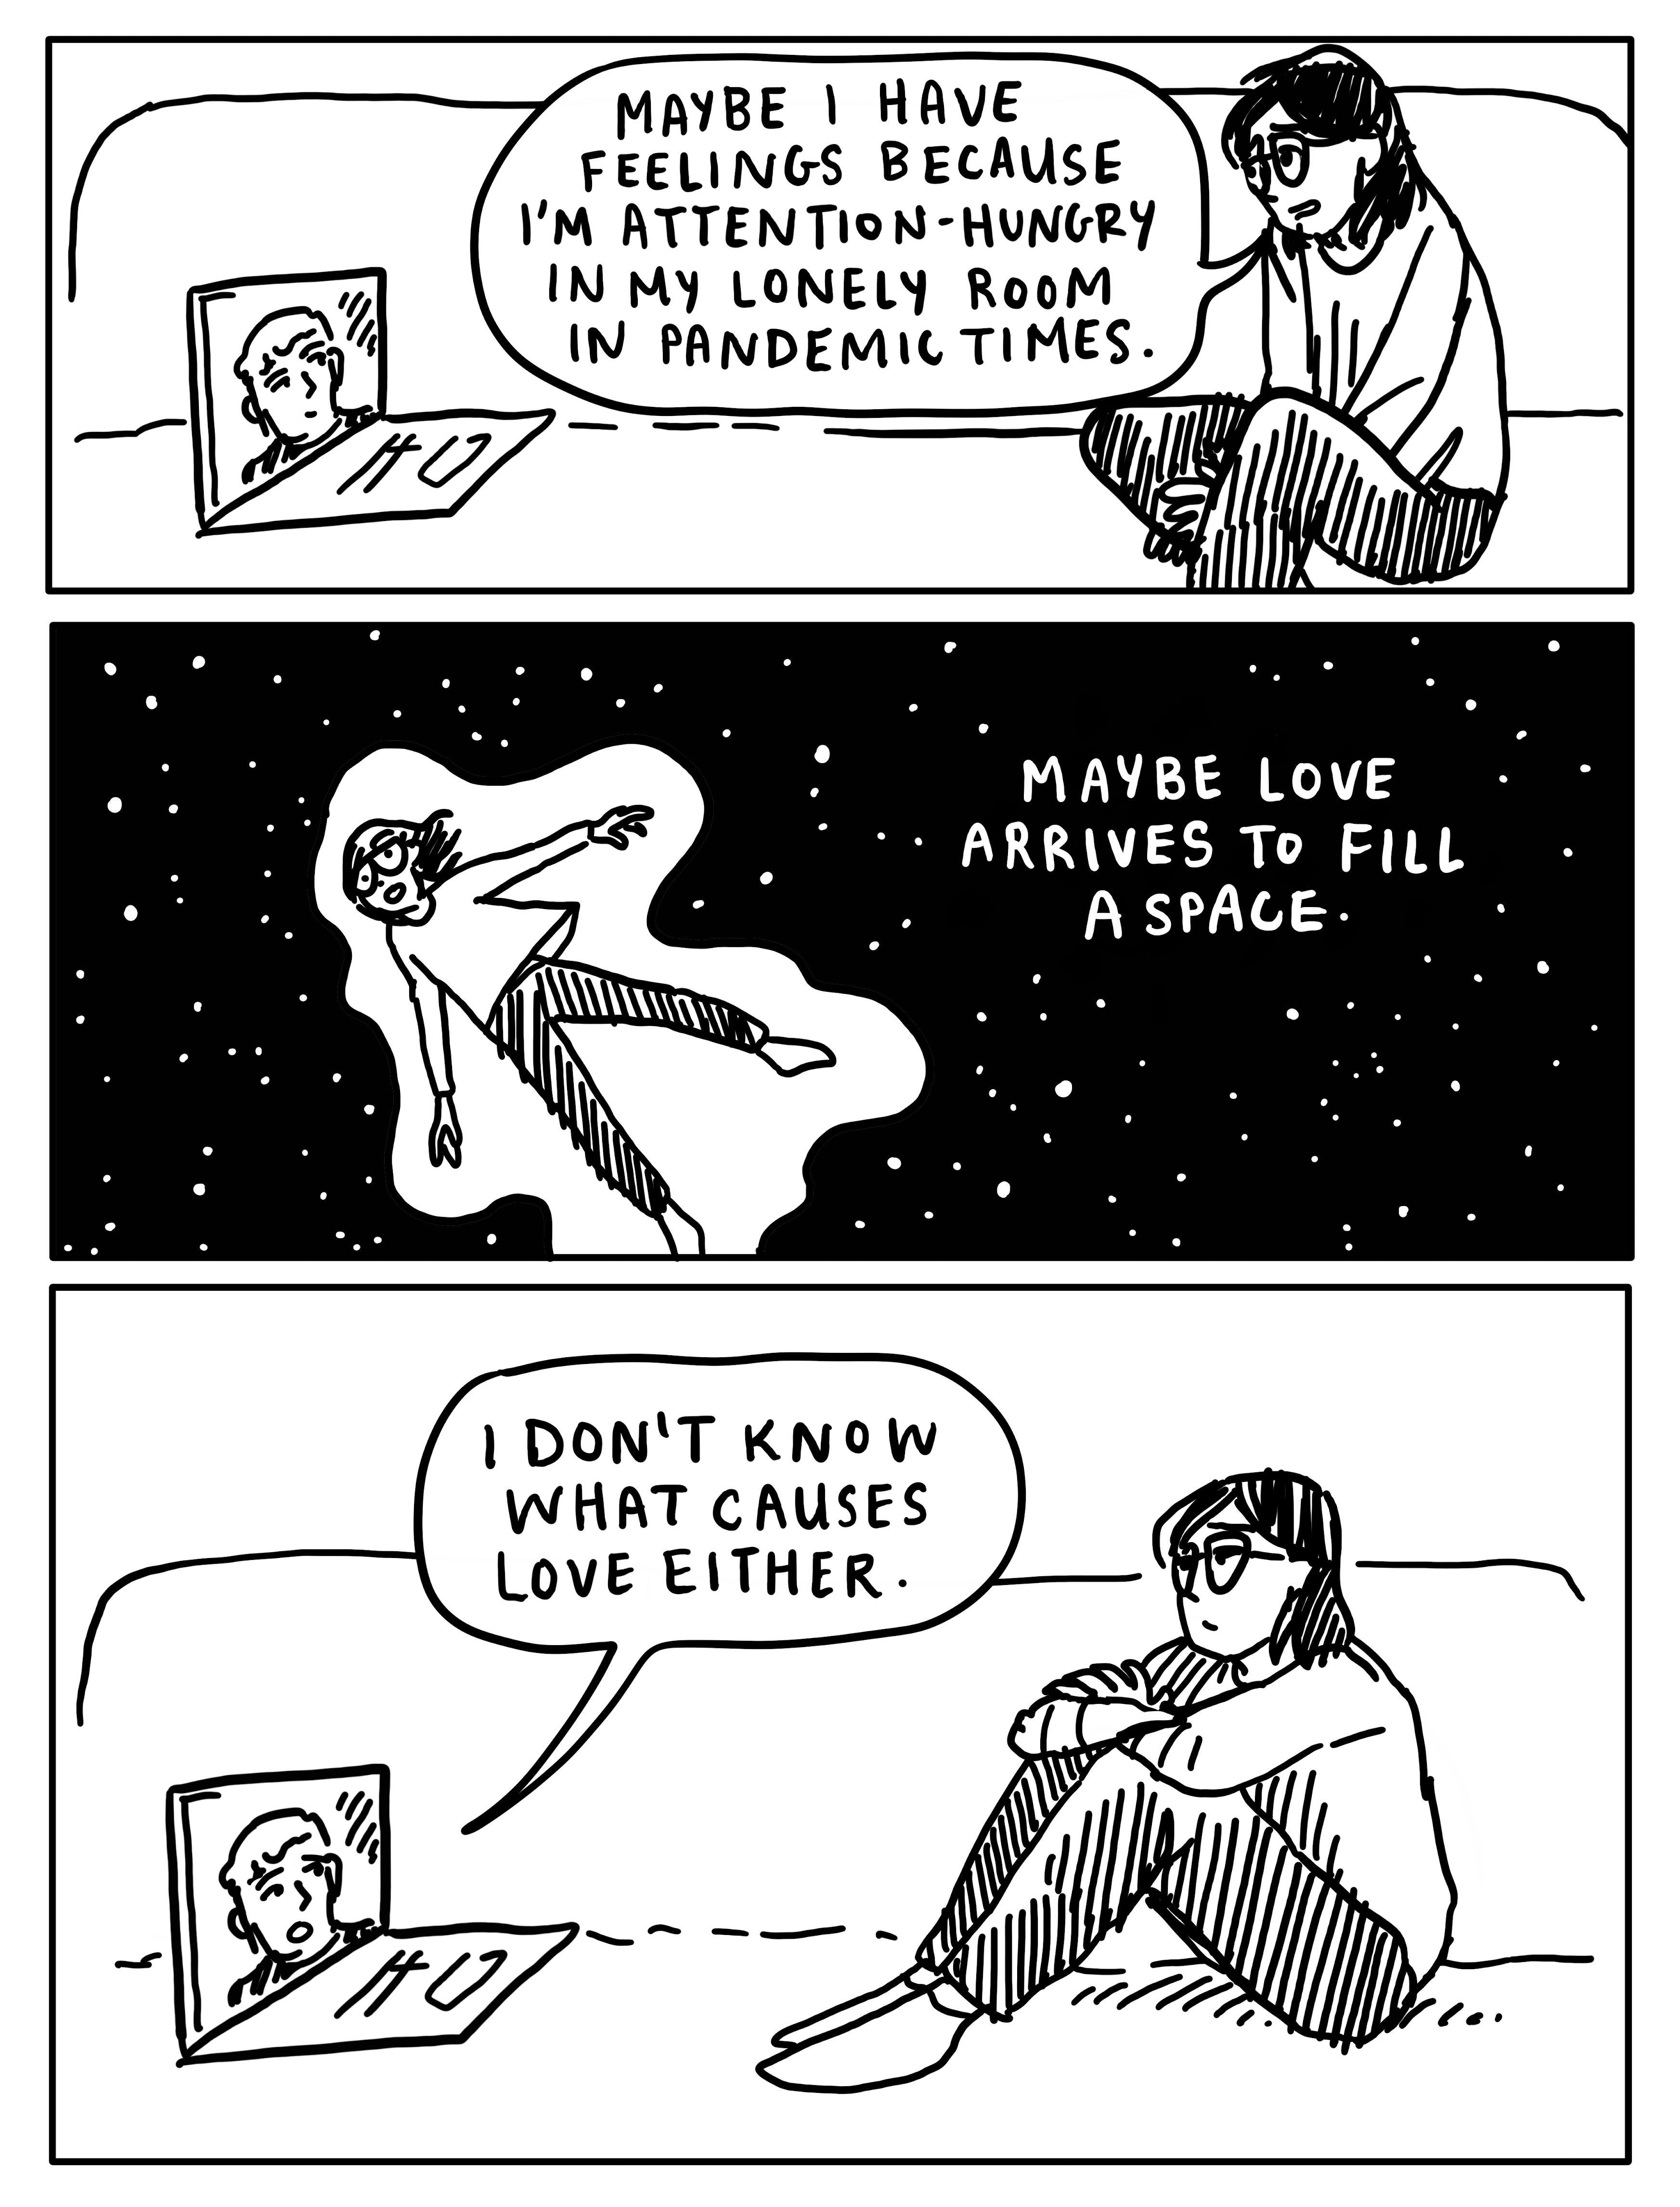 MAYBE I HAVE
FEELINGS BECAUSE
I'M ATTENTION-HUNGRY
IN MY LONELY ROOM
IN PANDEMIC TIMES.
MAYBE LOVE
ARRIVES TO FILL
A SPACE.
I DON'T KNOW
WHAT CAUSES
LOVE EITHER.